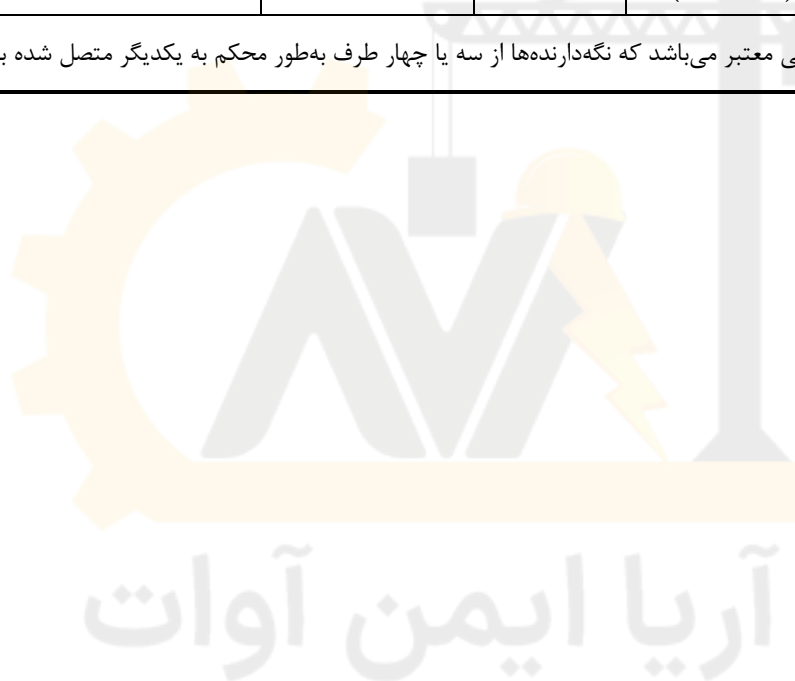 معتبر می‌باشد که نگه‌دارنده‌ها از سه یا چهار طرف به‌طور محکم به یکدیگر متصل شده
آریا ایمن آوات